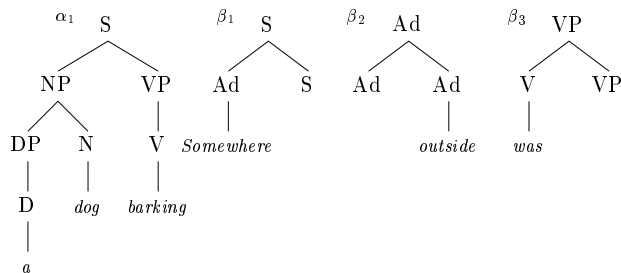 α₁ S β₁ S β₂ Ad β₃ VP
NP VP Ad S Ad Ad V VP
DP N V Somewhere outside was
D dog barking
a